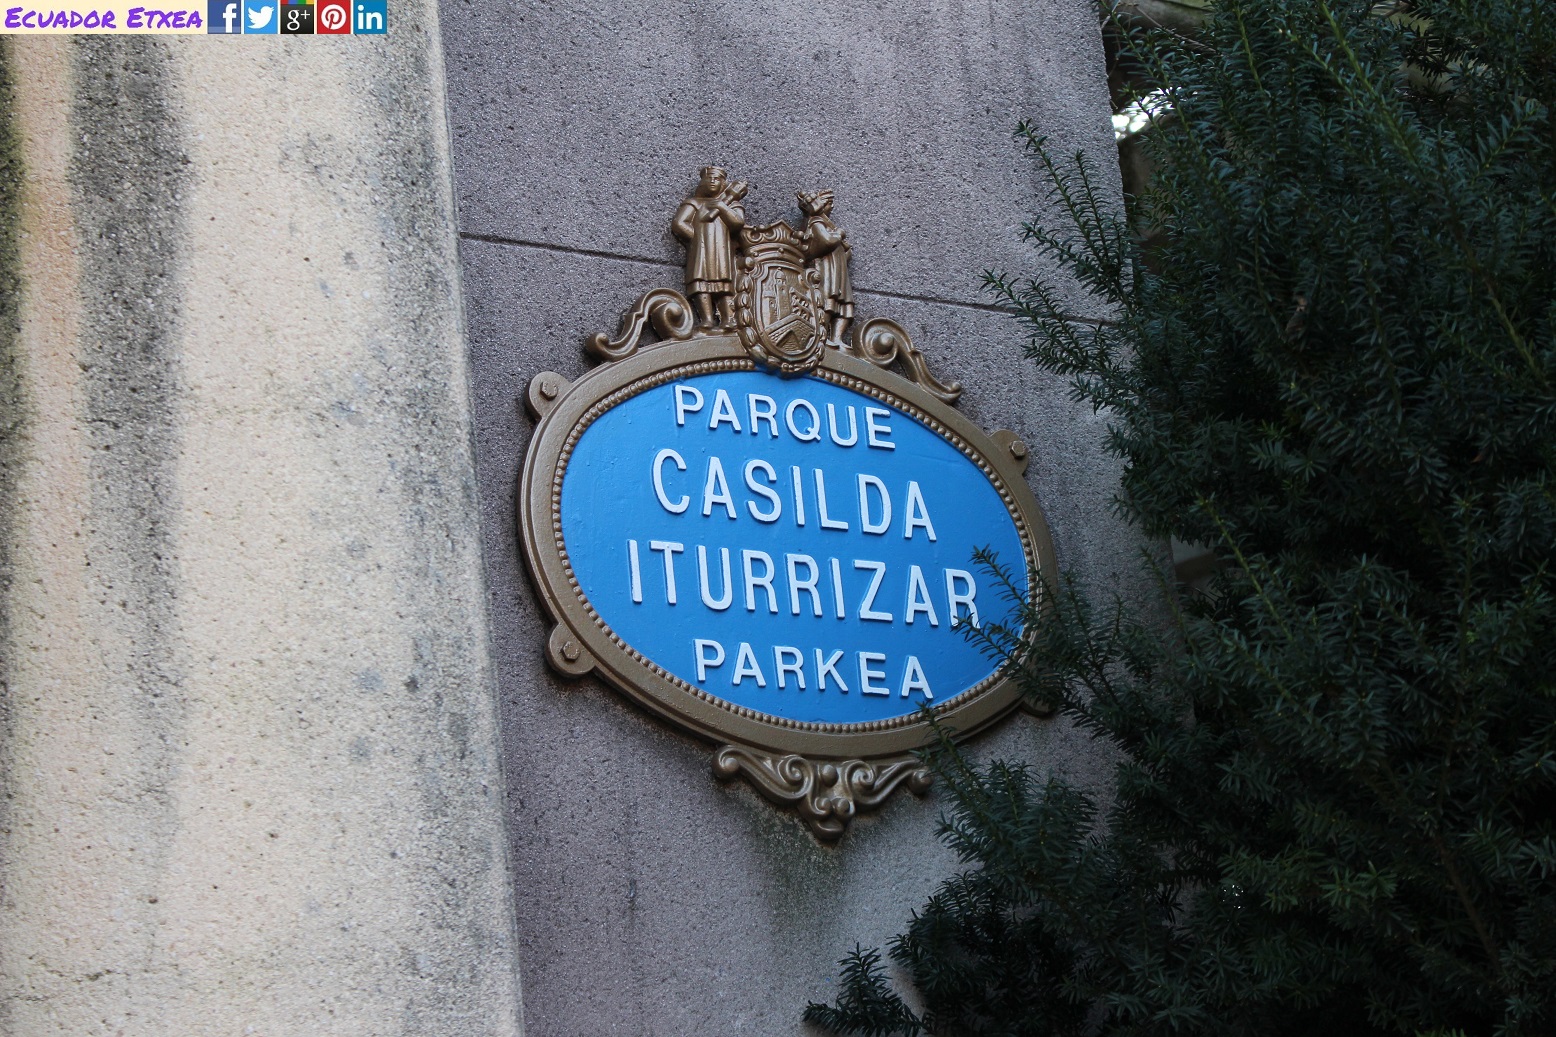 Ecuador Etxea
PARQUE
CASILDA
ITURRIZAR
PARKEA